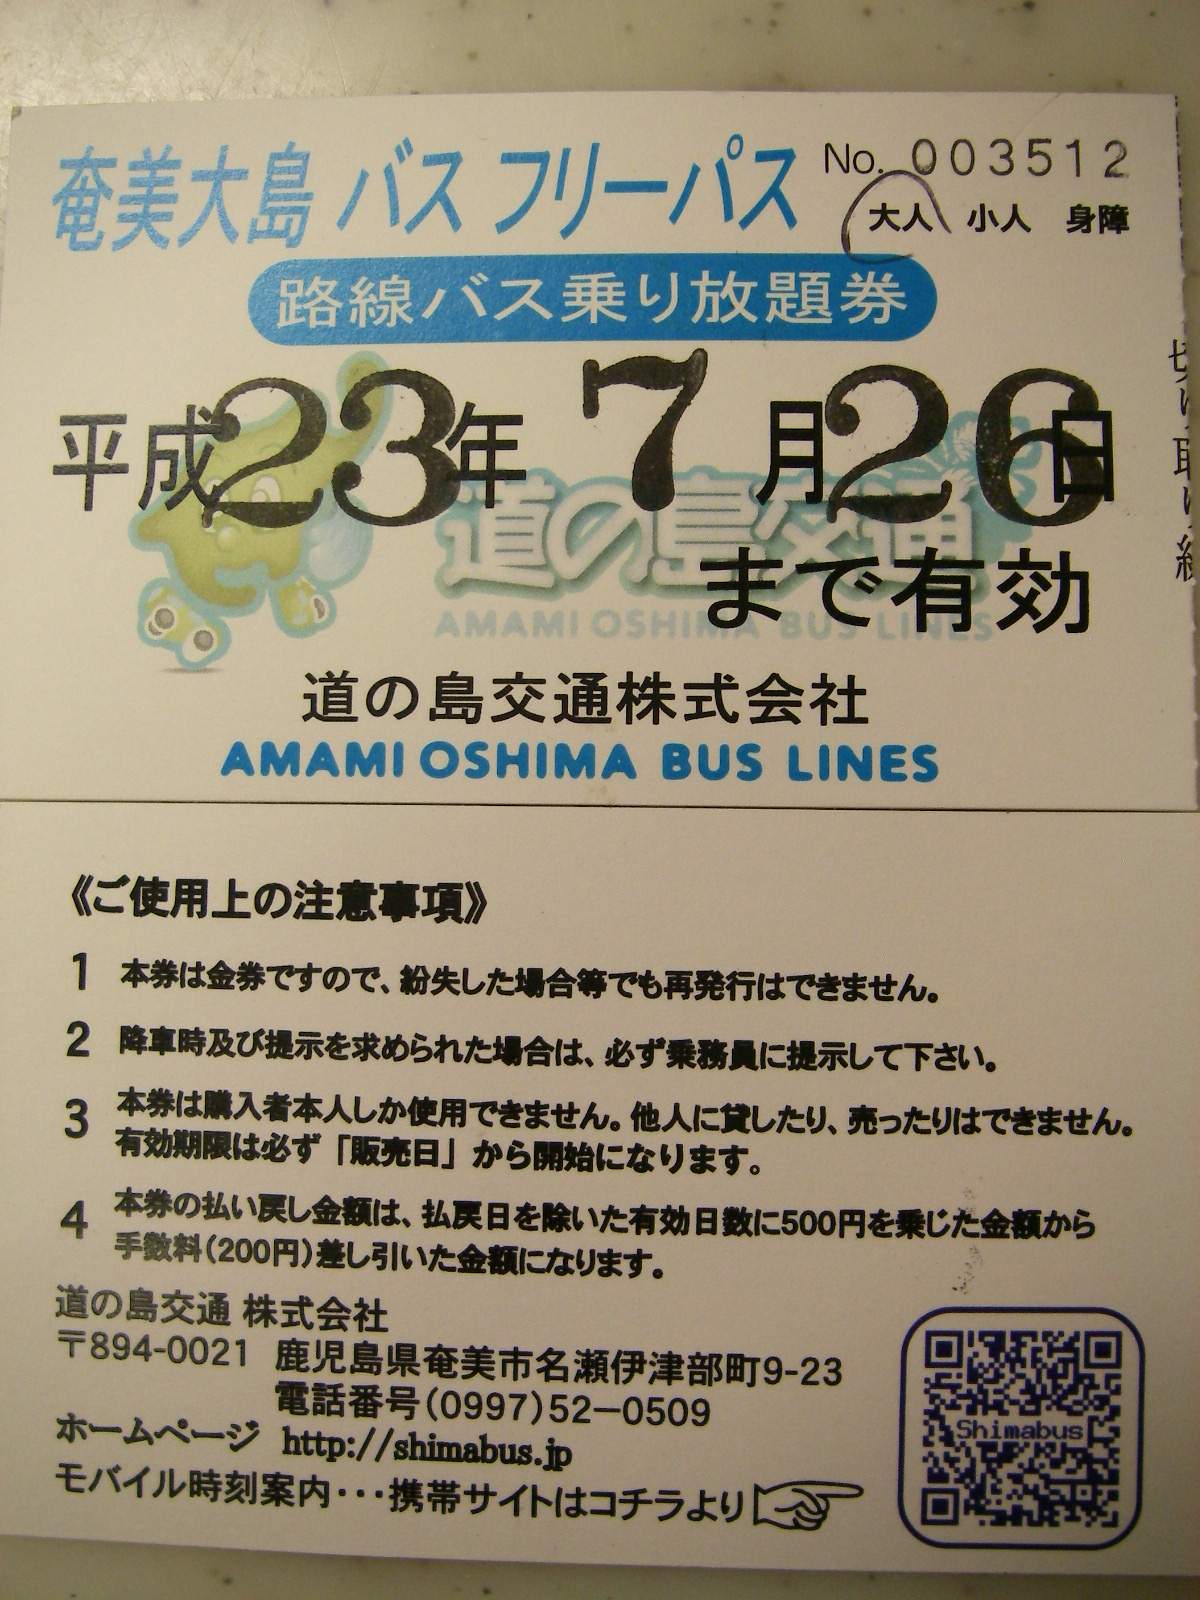 奄美大島 バス フリーパス
No. 003512
大人 小人 身障
路線バス乗り放題券
平成23年 7月26日
まで有効
道の島交通
AMAMI OSHIMA BUS LINES
道の島交通株式会社
AMAMI OSHIMA BUS LINES
《ご使用上の注意事項》
1 本券は金券ですので、紛失した場合等でも再発行はできません。
2 降車時及び提示を求められた場合は、必ず乗務員に提示して下さい。
3 本券は購入者本人しか使用できません。他人に貸したり、売ったりはできません。
有効期限は必ず「販売日」から開始になります。
4 本券の払い戻し金額は、払戻日を除いた有効日数に500円を乗じた金額から
手数料(200円)差し引いた金額になります。
道の島交通 株式会社
〒894-0021 鹿児島県奄美市名瀬伊津部町9-23
電話番号(0997)52−0509
ホームページ http://shimabus.jp
モバイル時刻案内･･･携帯サイトはコチラより
Shimabus